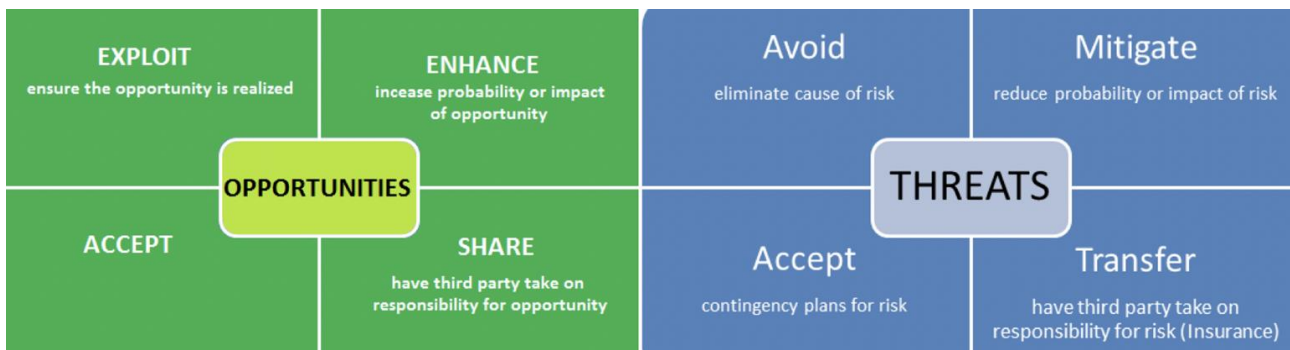 EXPLOIT
ensure the opportunity is realized
ENHANCE
incease probability or impact
of opportunity
OPPORTUNITIES
ACCEPT
SHARE
have third party take on
responsibility for opportunity
Avoid
eliminate cause of risk
Mitigate
reduce probability or impact of risk
THREATS
Accept
contingency plans for risk
Transfer
have third party take on
responsibility for risk (Insurance)